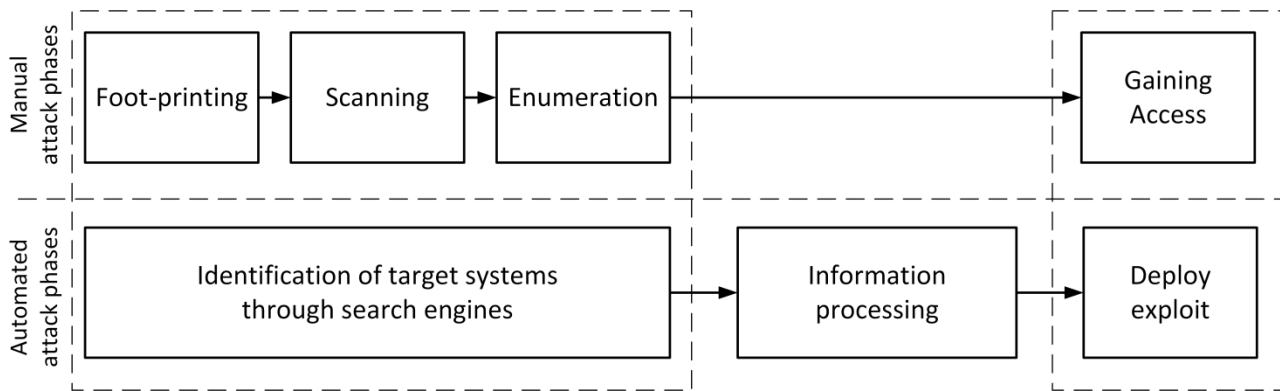 Manual
attack phases
Foot-printing
Scanning
Enumeration
Gaining
Access
Automated
attack phases
Identification of target systems
through search engines
Information
processing
Deploy
exploit